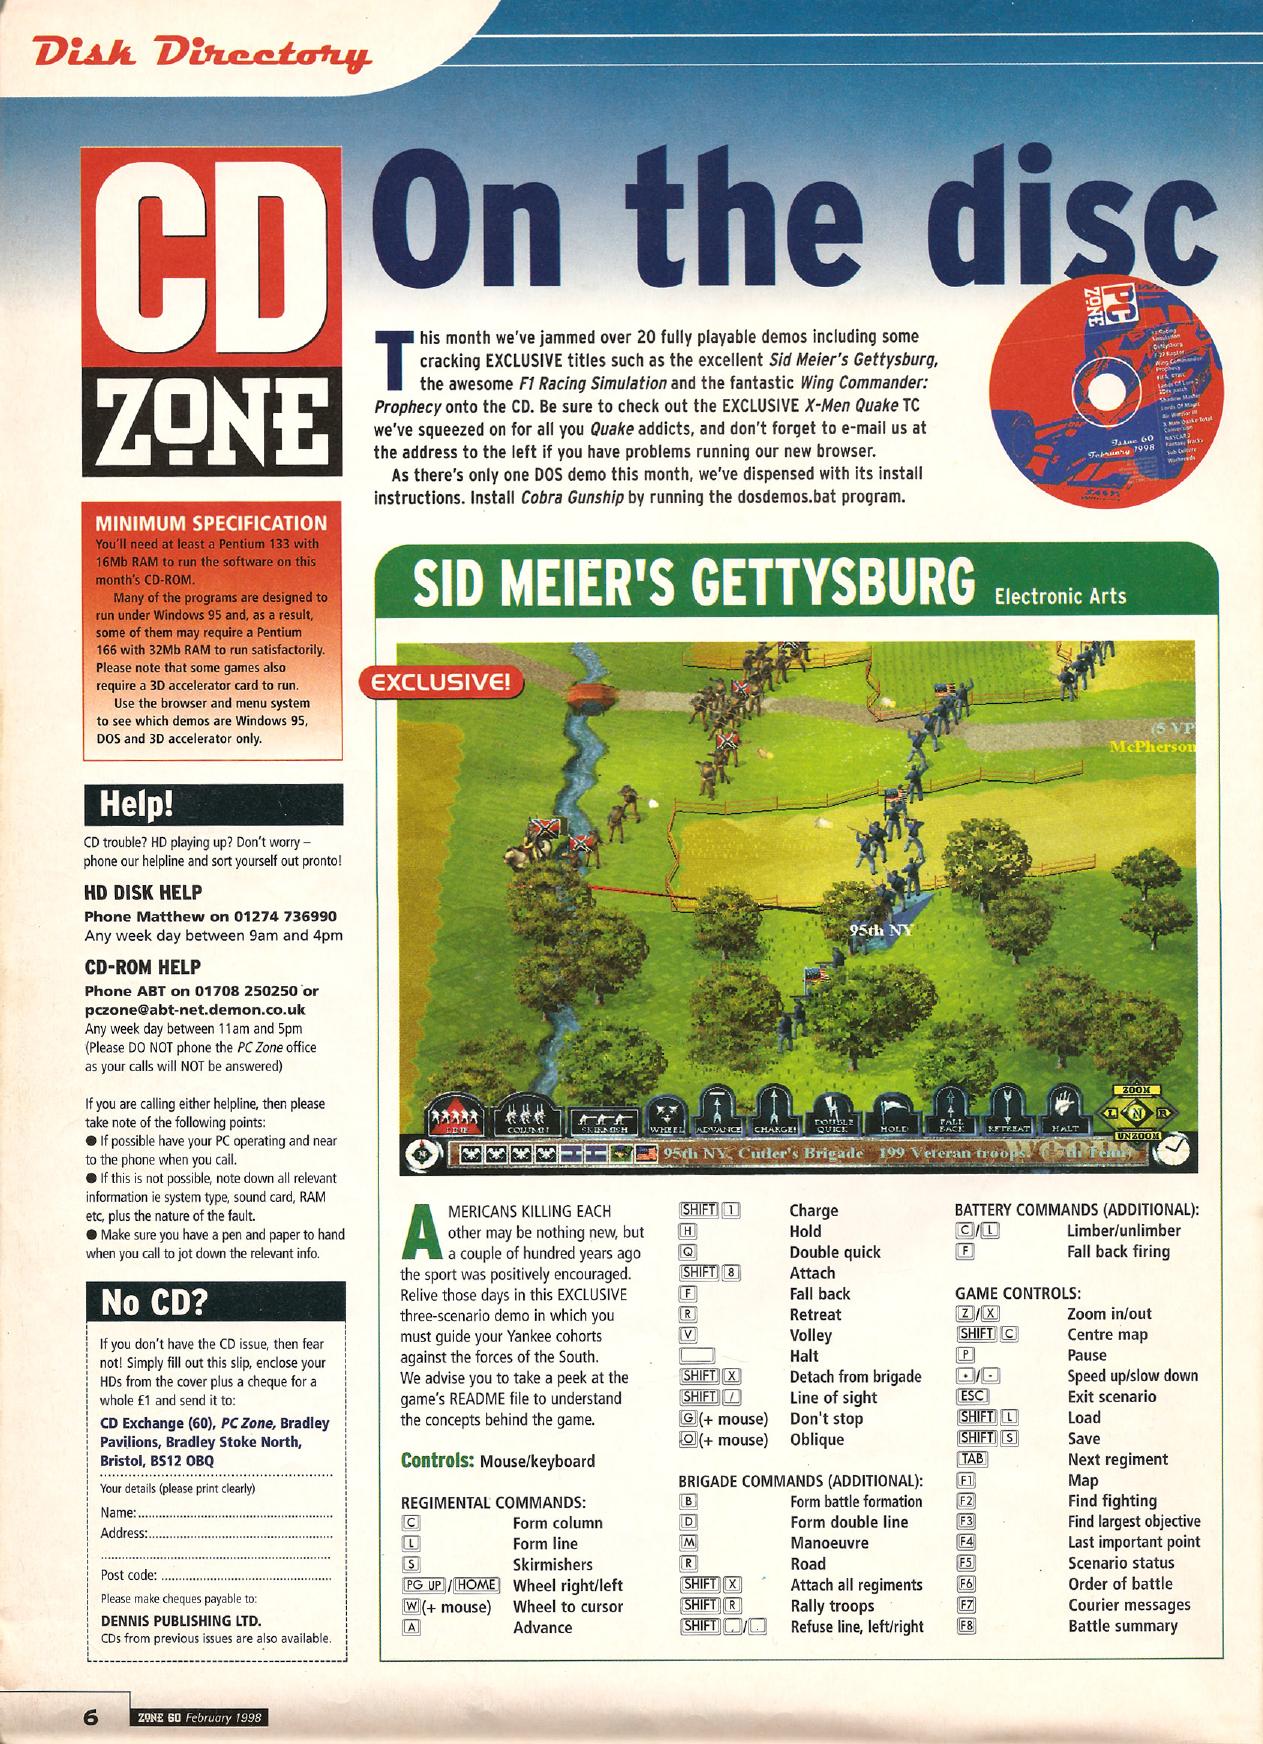 Disk Directory
CD
ZONE
On the disc
This month we've jammed over 20 fully playable demos including some
cracking EXCLUSIVE titles such as the excellent Sid Meier's Gettysburg,
the awesome F1 Racing Simulation and the fantastic Wing Commander:
Prophecy onto the CD. Be sure to check out the EXCLUSIVE X-Men Quake TC
we've squeezed on for all you Quake addicts, and don't forget to e-mail us at
the address to the left if you have problems running our new browser.
As there's only one DOS demo this month, we've dispensed with its install
instructions. Install Cobra Gunship by running the dosdemos.bat program.
PC
ZONE
Issue 60
February 1998
MINIMUM SPECIFICATION
You'll need at least a Pentium 133 with
16Mb RAM to run the software on this
month's CD-ROM.
Many of the programs are designed to
run under Windows 95 and, as a result,
some of them may require a Pentium
166 with 32Mb RAM to run satisfactorily.
Please note that some games also
require a 3D accelerator card to run.
Use the browser and menu system
to see which demos are Windows 95,
DOS and 3D accelerator only.
Help!
CD trouble? HD playing up? Don't worry –
phone our helpline and sort yourself out pronto!
HD DISK HELP
Phone Matthew on 01274 736990
Any week day between 9am and 4pm
CD-ROM HELP
Phone ABT on 01708 250250 or
pczone@abt-net.demon.co.uk
Any week day between 11am and 5pm
(Please DO NOT phone the PC Zone office
as your calls will NOT be answered)
If you are calling either helpline, then please
take note of the following points:
● If possible have your PC operating and near
to the phone when you call.
● If this is not possible, note down all relevant
information ie system type, sound card, RAM
etc, plus the nature of the fault.
● Make sure you have a pen and paper to hand
when you call to jot down the relevant info.
No CD?
If you don't have the CD issue, then fear
not! Simply fill out this slip, enclose your
HDs from the cover plus a cheque for a
whole £1 and send it to:
CD Exchange (60), PC Zone, Bradley
Pavilions, Bradley Stoke North,
Bristol, BS12 0BQ
Your details (please print clearly)
Name:
Address:
Post code:
Please make cheques payable to:
DENNIS PUBLISHING LTD.
CDs from previous issues are also available.
SID MEIER'S GETTYSBURG Electronic Arts
EXCLUSIVE!
(5 VP
McPherson
95th NY
LINE
COLUMN
SKIRMISH
WHEEL
ADVANCE
CHARGE!
DOUBLE QUICK
HOLD
FALL BACK
RETREAT
HALT
ZOOM
L N R
UNZOOM
95th NY, Cutler's Brigade 199 Veteran troops.
AMERICANS KILLING EACH
other may be nothing new, but
a couple of hundred years ago
the sport was positively encouraged.
Relive those days in this EXCLUSIVE
three-scenario demo in which you
must guide your Yankee cohorts
against the forces of the South.
We advise you to take a peek at the
game's README file to understand
the concepts behind the game.
Controls: Mouse/keyboard
REGIMENTAL COMMANDS:
C Form column
L Form line
S Skirmishers
PG UP/HOME Wheel right/left
W(+ mouse) Wheel to cursor
A Advance
SHIFT 1 Charge
H Hold
Q Double quick
SHIFT 8 Attach
F Fall back
R Retreat
V Volley
Halt
SHIFT X Detach from brigade
SHIFT / Line of sight
G(+ mouse) Don't stop
O(+ mouse) Oblique
BRIGADE COMMANDS (ADDITIONAL):
B Form battle formation
D Form double line
M Manoeuvre
R Road
SHIFT X Attach all regiments
SHIFT R Rally troops
SHIFT ,/. Refuse line, left/right
BATTERY COMMANDS (ADDITIONAL):
C/L Limber/unlimber
F Fall back firing
GAME CONTROLS:
Z/X Zoom in/out
SHIFT C Centre map
P Pause
+/- Speed up/slow down
ESC Exit scenario
SHIFT L Load
SHIFT S Save
TAB Next regiment
F1 Map
F2 Find fighting
F3 Find largest objective
F4 Last important point
F5 Scenario status
F6 Order of battle
F7 Courier messages
F8 Battle summary
6
ZONE 60 February 1998